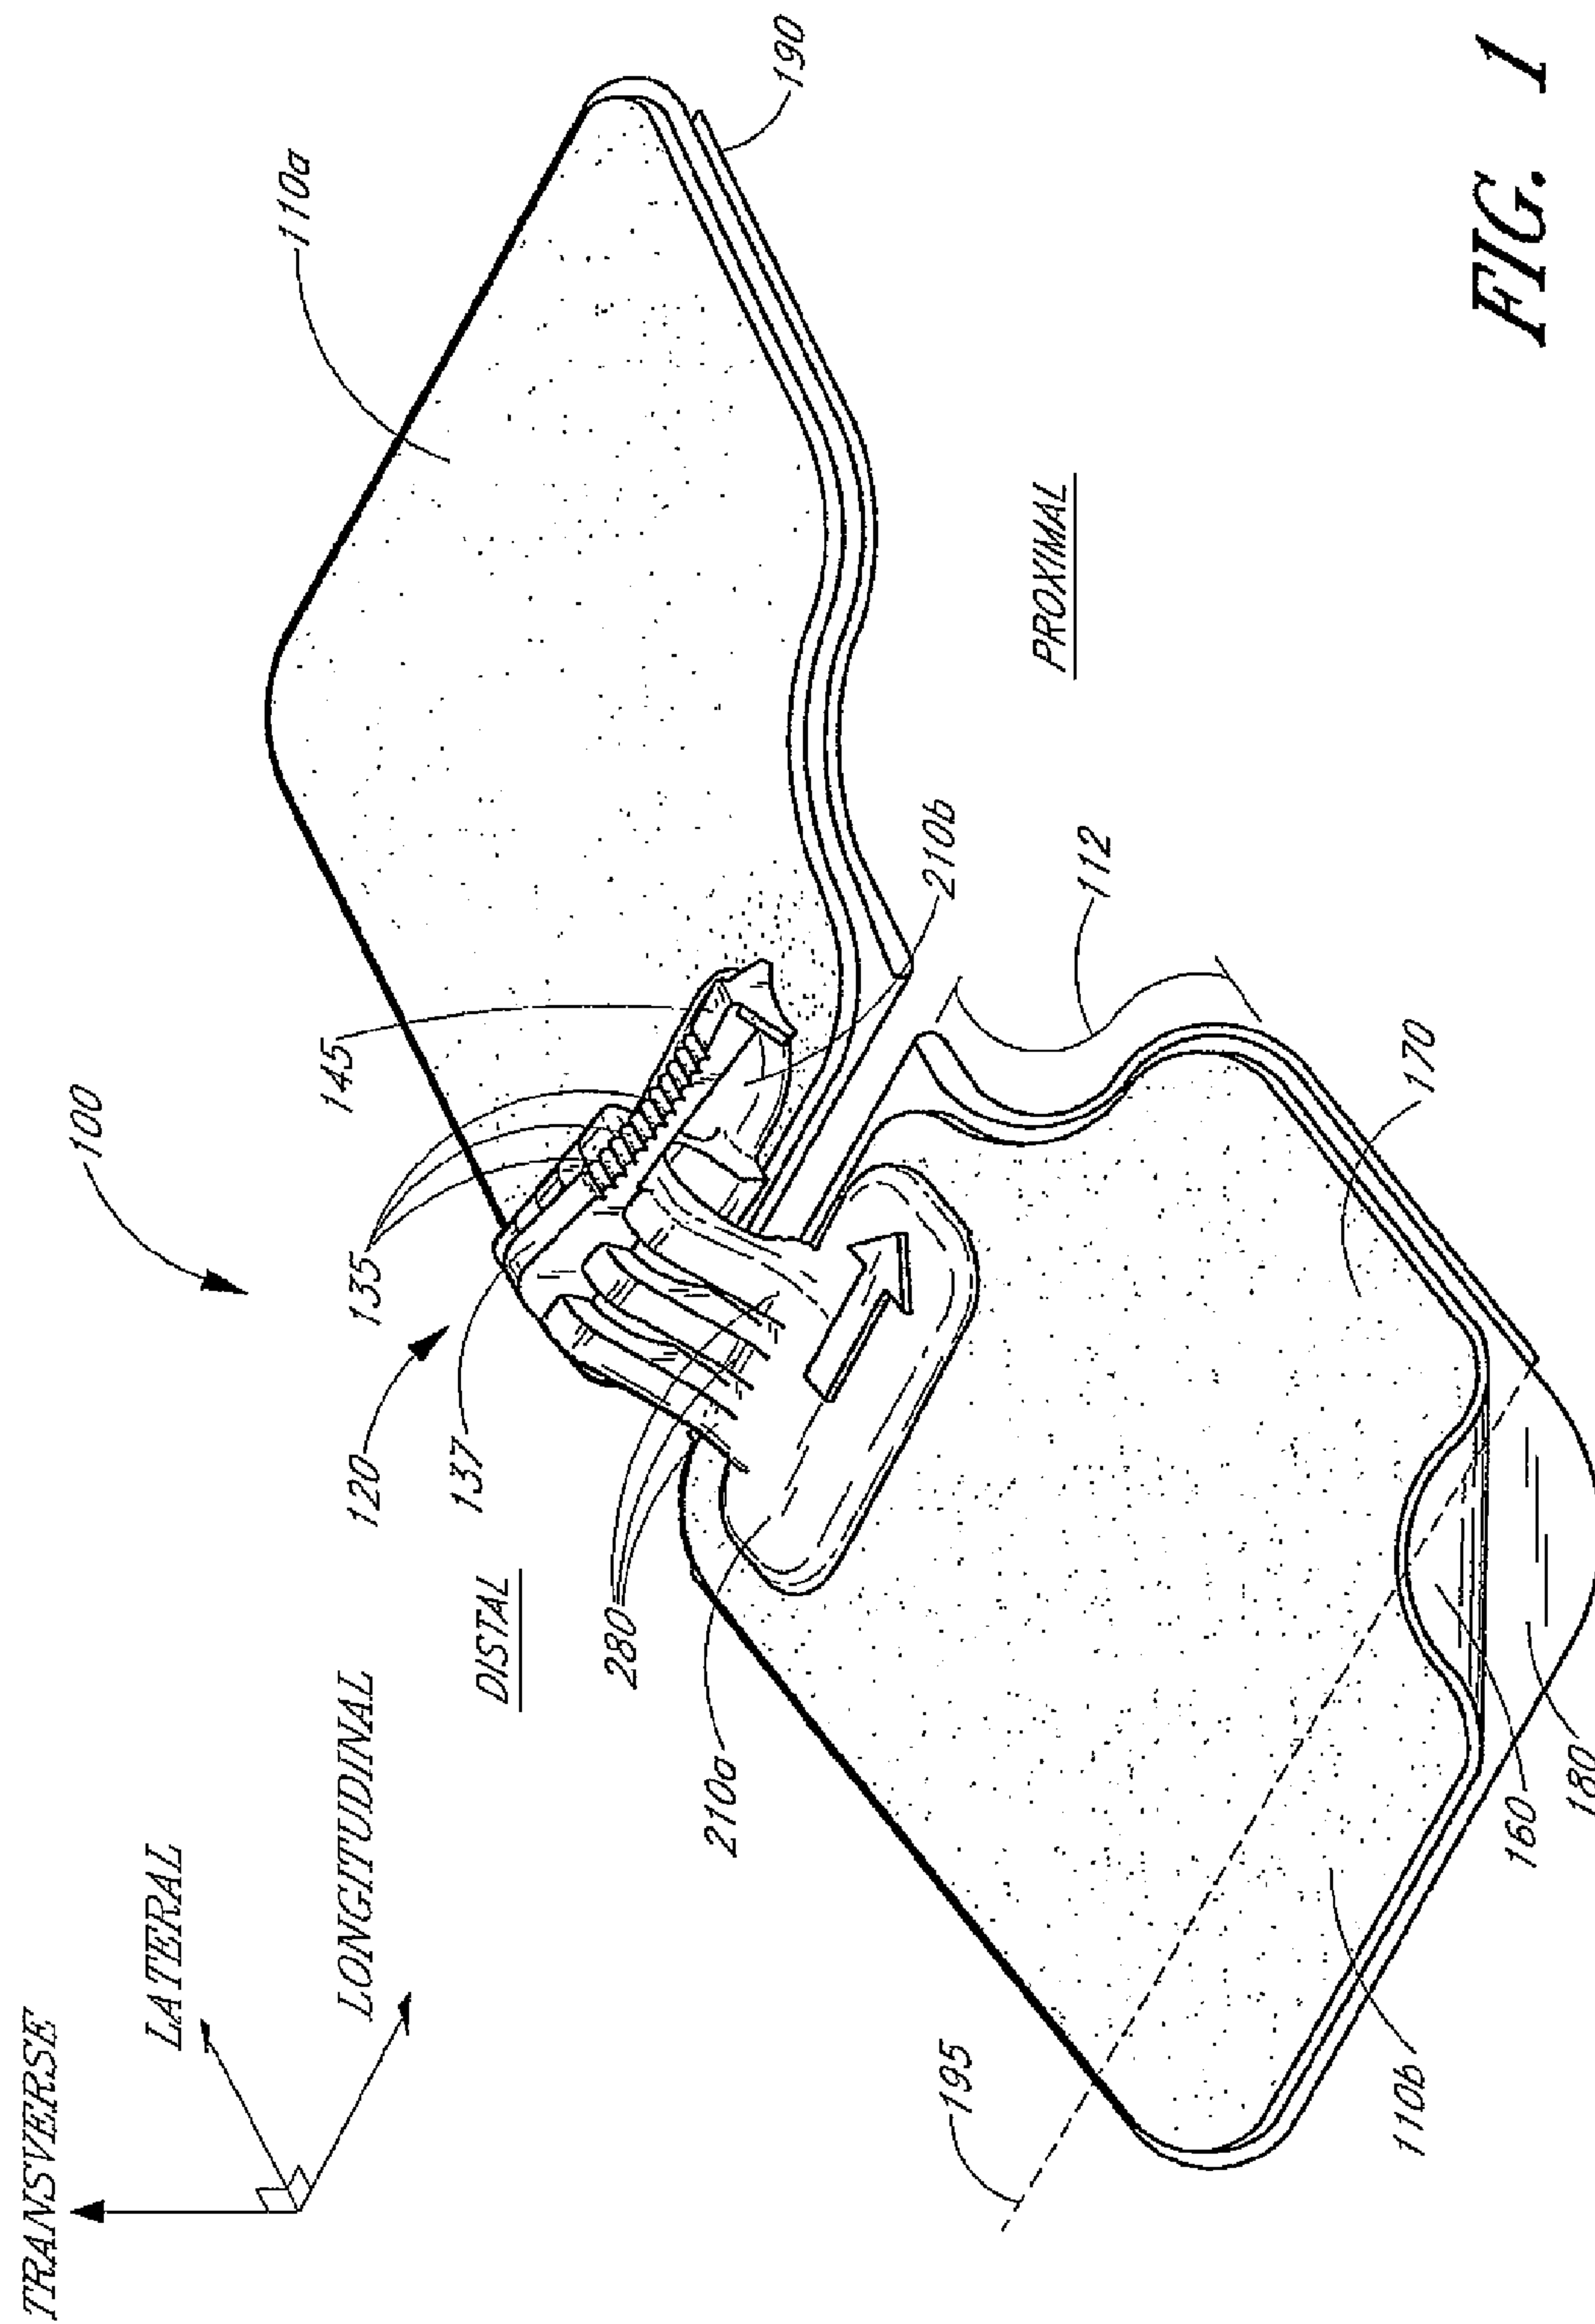 TRANSVERSE
LATERAL
LONGITUDINAL
100
110a
190
145
135
120
137
DISTAL
280
210a
210b
PROXIMAL
112
170
195
110b
160
180
FIG. 1